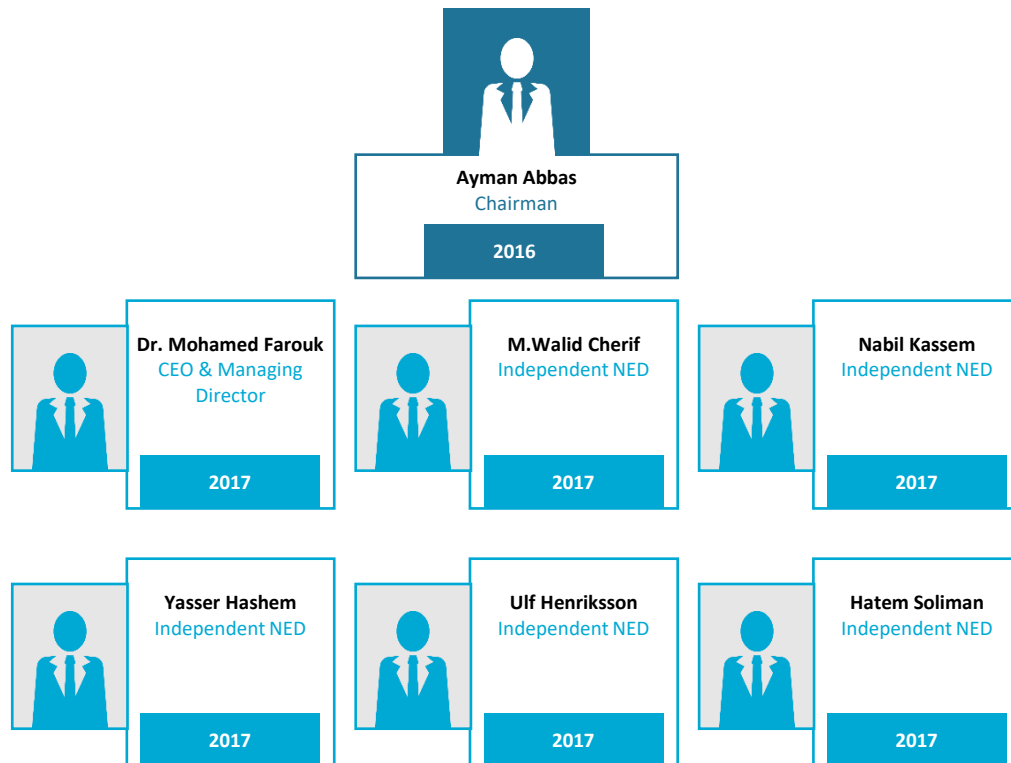 Ayman Abbas
Chairman
2016
Dr. Mohamed Farouk
CEO & Managing
Director
2017
M.Walid Cherif
Independent NED
2017
Nabil Kassem
Independent NED
2017
Yasser Hashem
Independent NED
2017
Ulf Henriksson
Independent NED
2017
Hatem Soliman
Independent NED
2017